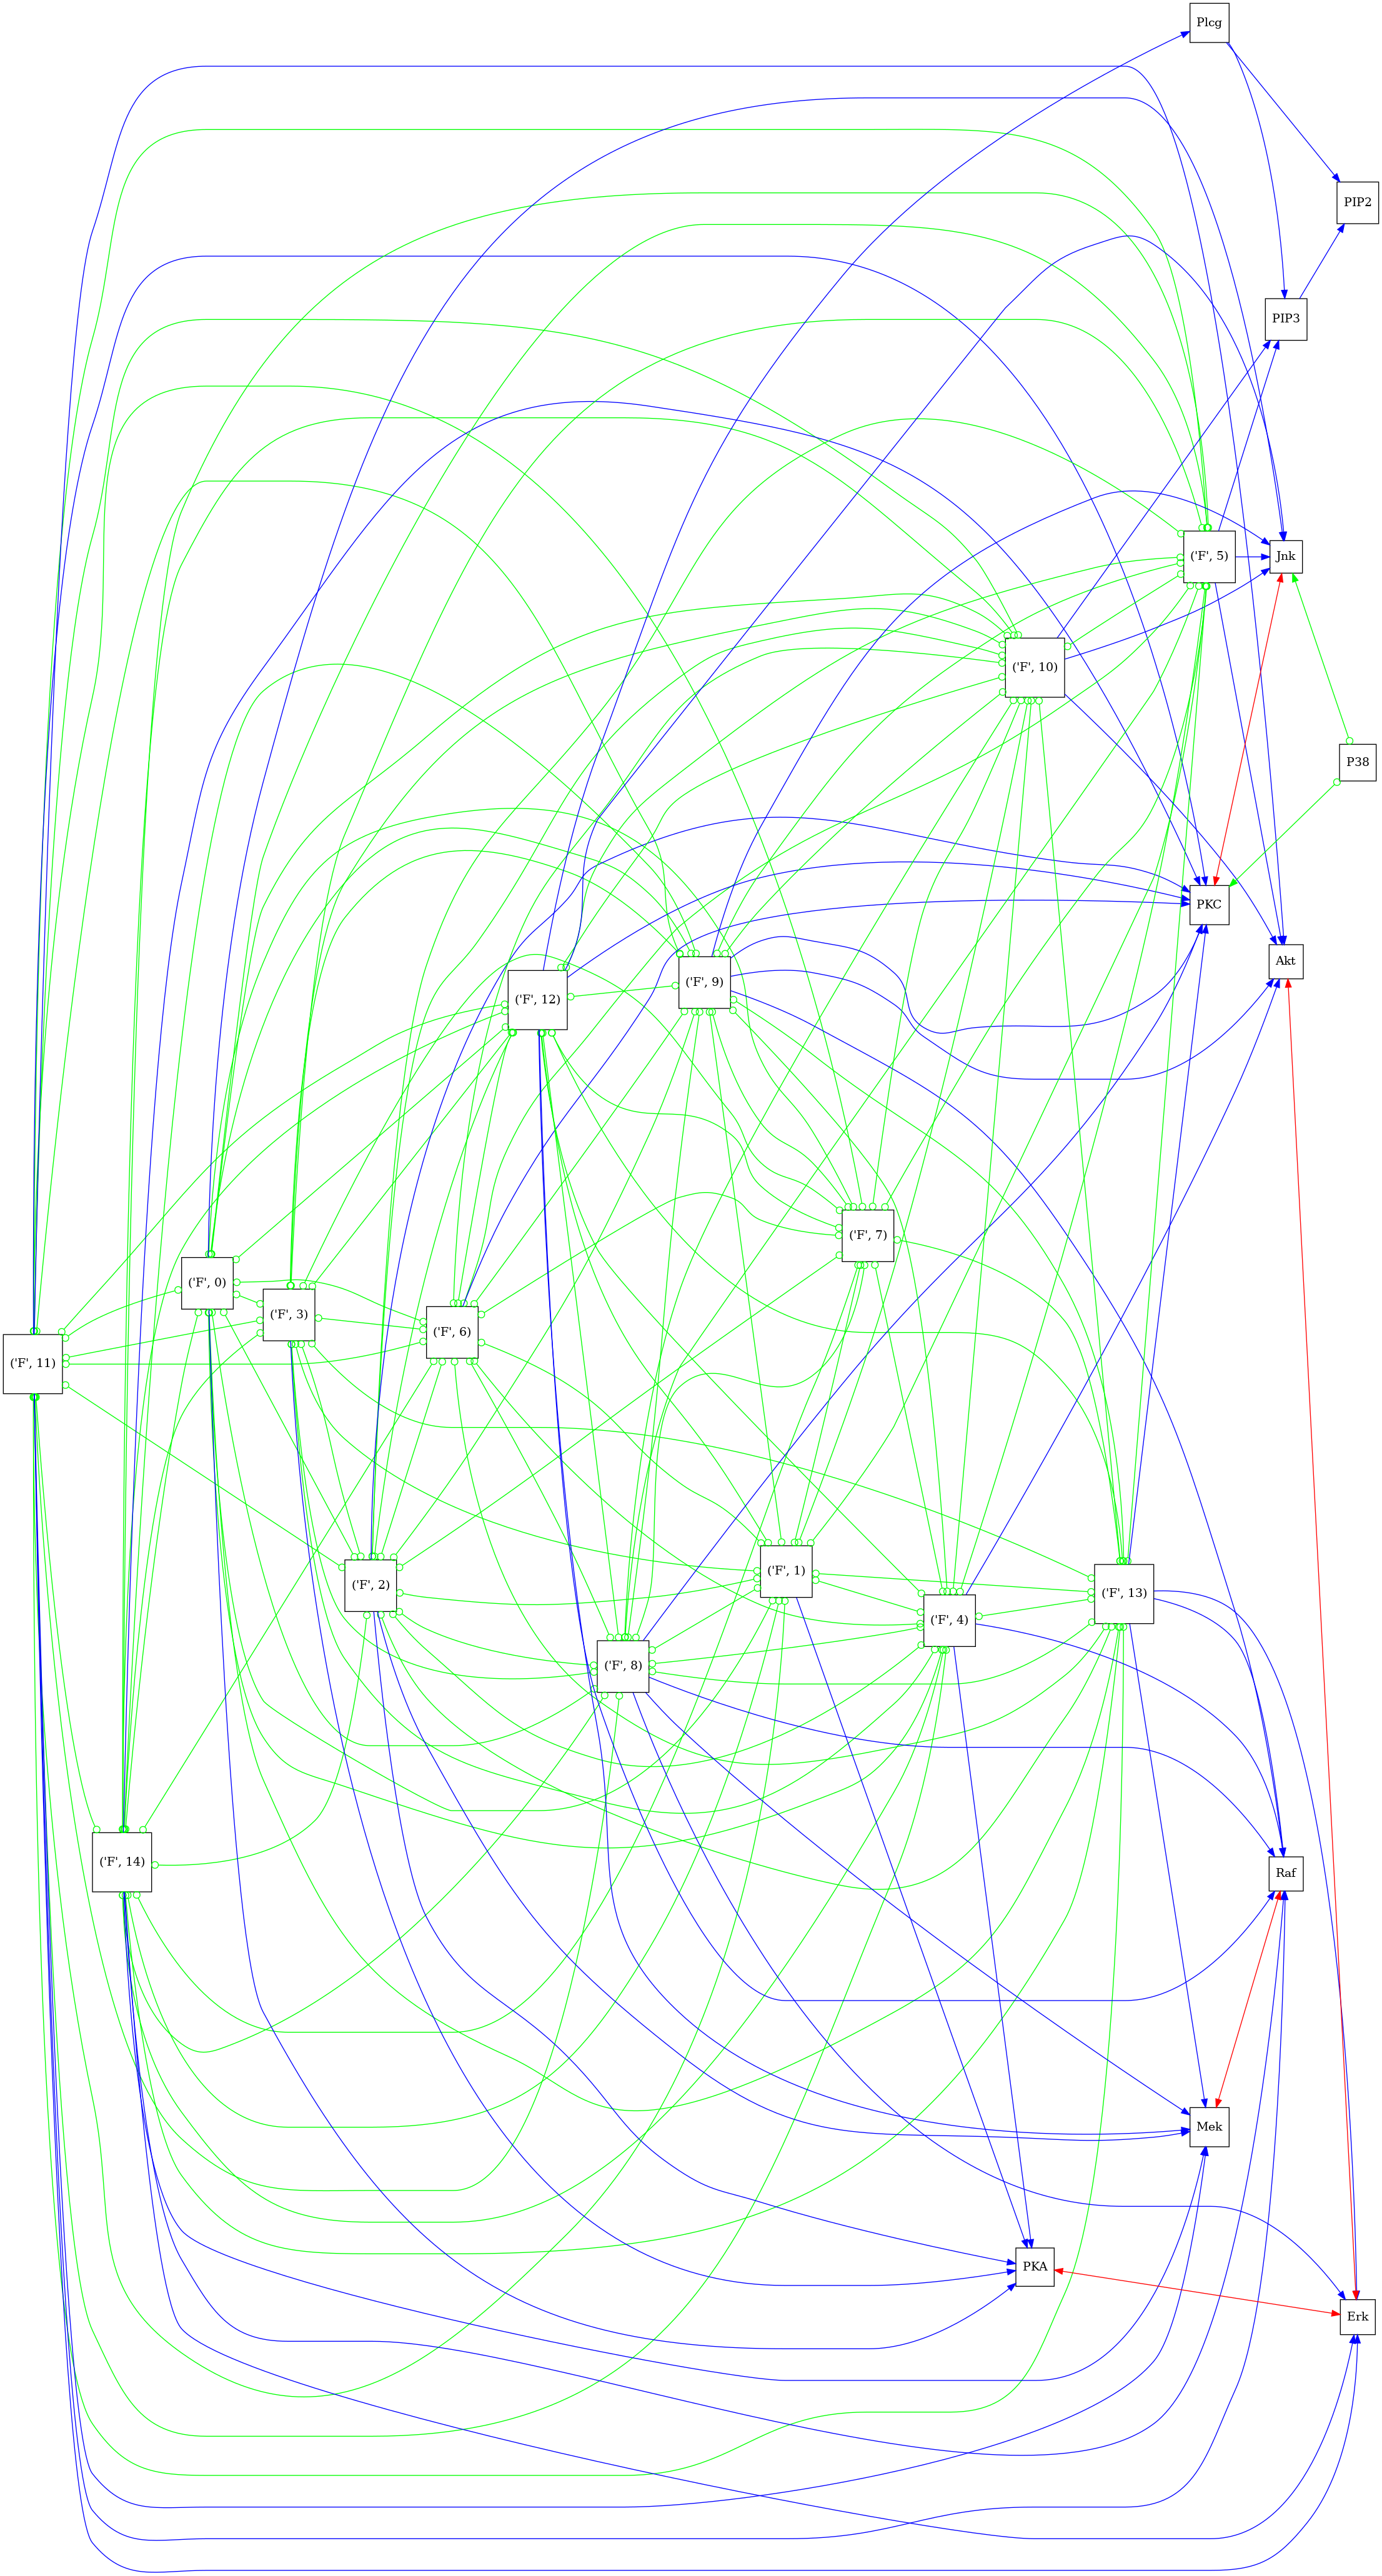 Plcg
PIP2
PIP3
('F', 5)
Jnk
('F', 10)
P38
PKC
Akt
('F', 9)
('F', 12)
('F', 7)
('F', 0)
('F', 3)
('F', 6)
('F', 11)
('F', 1)
('F', 2)
('F', 13)
('F', 4)
('F', 8)
('F', 14)
Raf
Mek
PKA
Erk